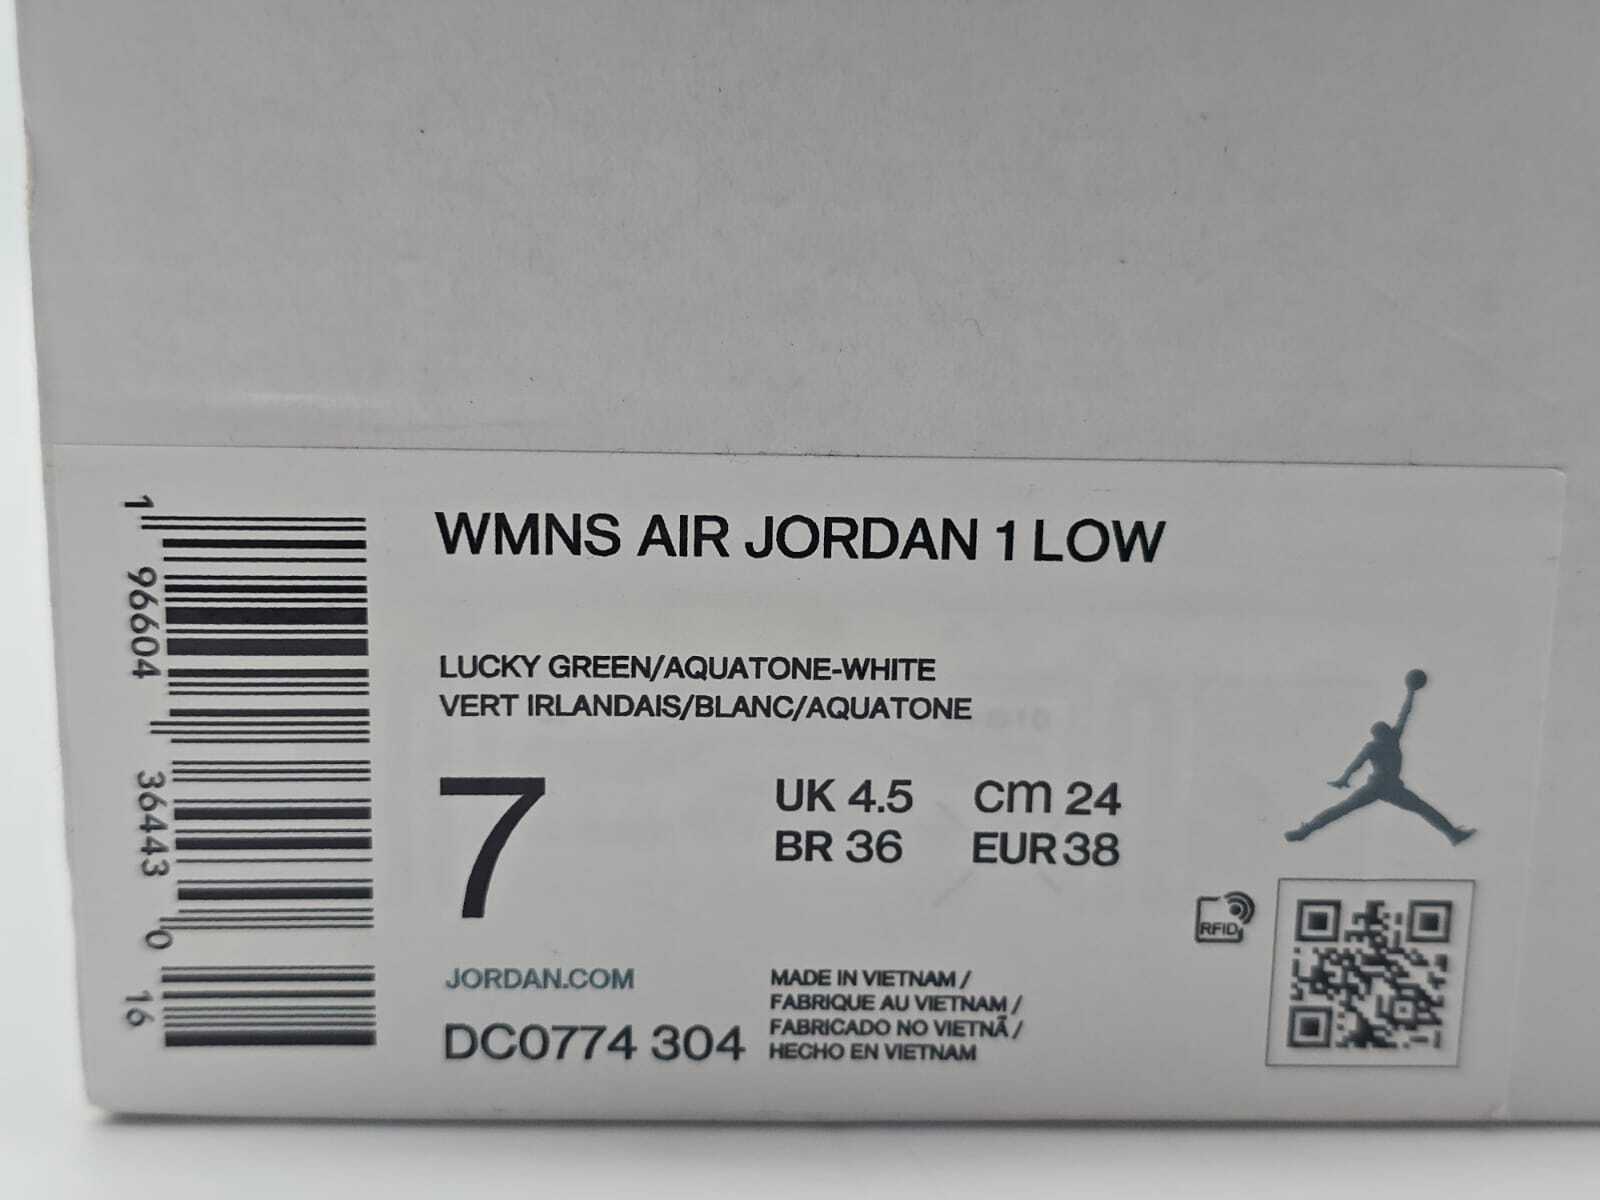 WMNS AIR JORDAN 1 LOW
LUCKY GREEN/AQUATONE-WHITE
VERT IRLANDAIS/BLANC/AQUATONE
7
UK 4.5
CM 24
BR 36
EUR 38
RFID
JORDAN.COM
DC0774 304
MADE IN VIETNAM /
FABRIQUE AU VIETNAM /
FABRICADO NO VIETNÃ /
HECHO EN VIETNAM
1 96604 36443 0 16